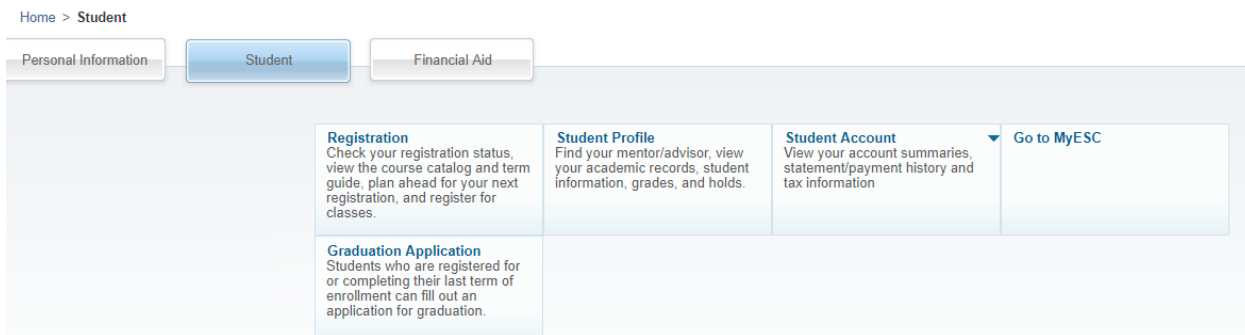 Home > Student
Personal Information
Student
Financial Aid
Registration
Check your registration status,
view the course catalog and term
guide, plan ahead for your next
registration, and register for
classes.
Student Profile
Find your mentor/advisor, view
your academic records, student
information, grades, and holds.
Student Account
View your account summaries,
statement/payment history and
tax information
Go to MyESC
Graduation Application
Students who are registered for
or completing their last term of
enrollment can fill out an
application for graduation.